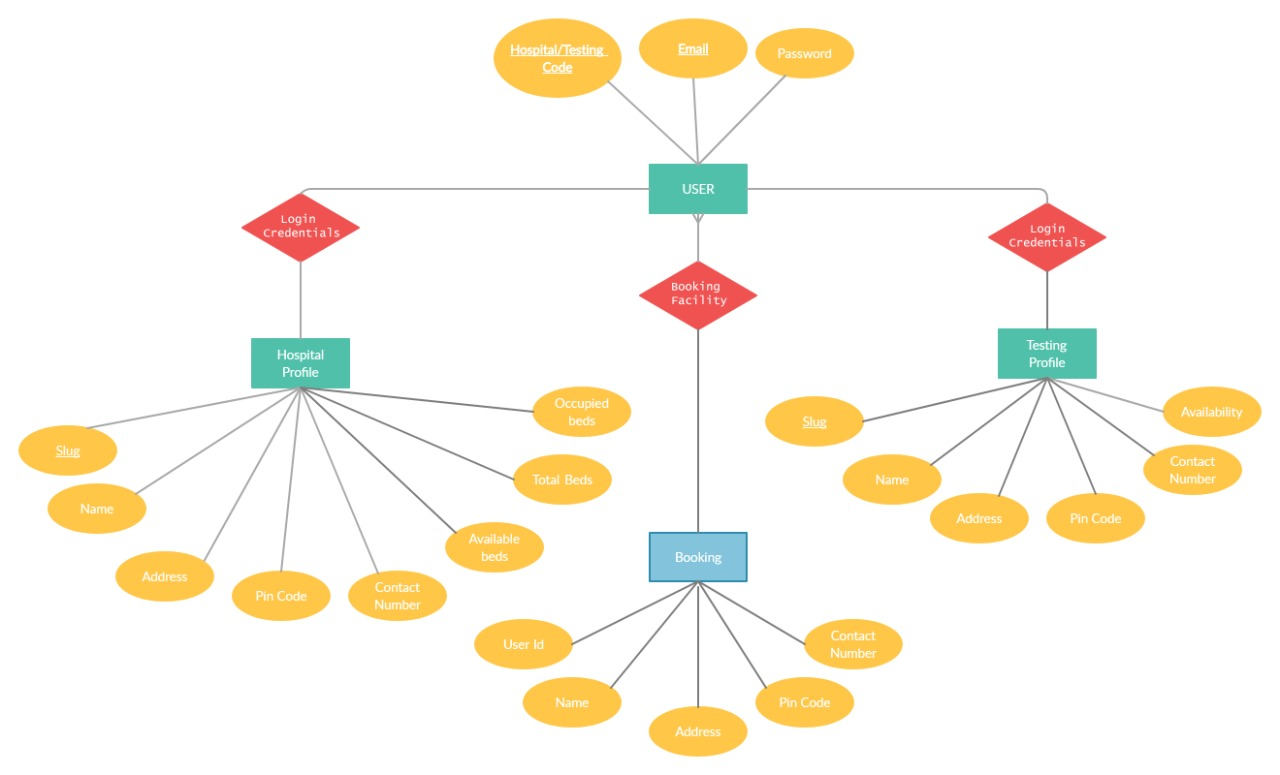 Hospital/Testing
Code
Email
Password
USER
Login
Credentials
Login
Credentials
Booking
Facility
Hospital
Profile
Testing
Profile
Occupied
beds
Availability
Slug
Slug
Contact
Number
Total Beds
Name
Name
Address
Pin Code
Available
beds
Booking
Address
Pin Code
Contact
Number
User Id
Contact
Number
Name
Pin Code
Address